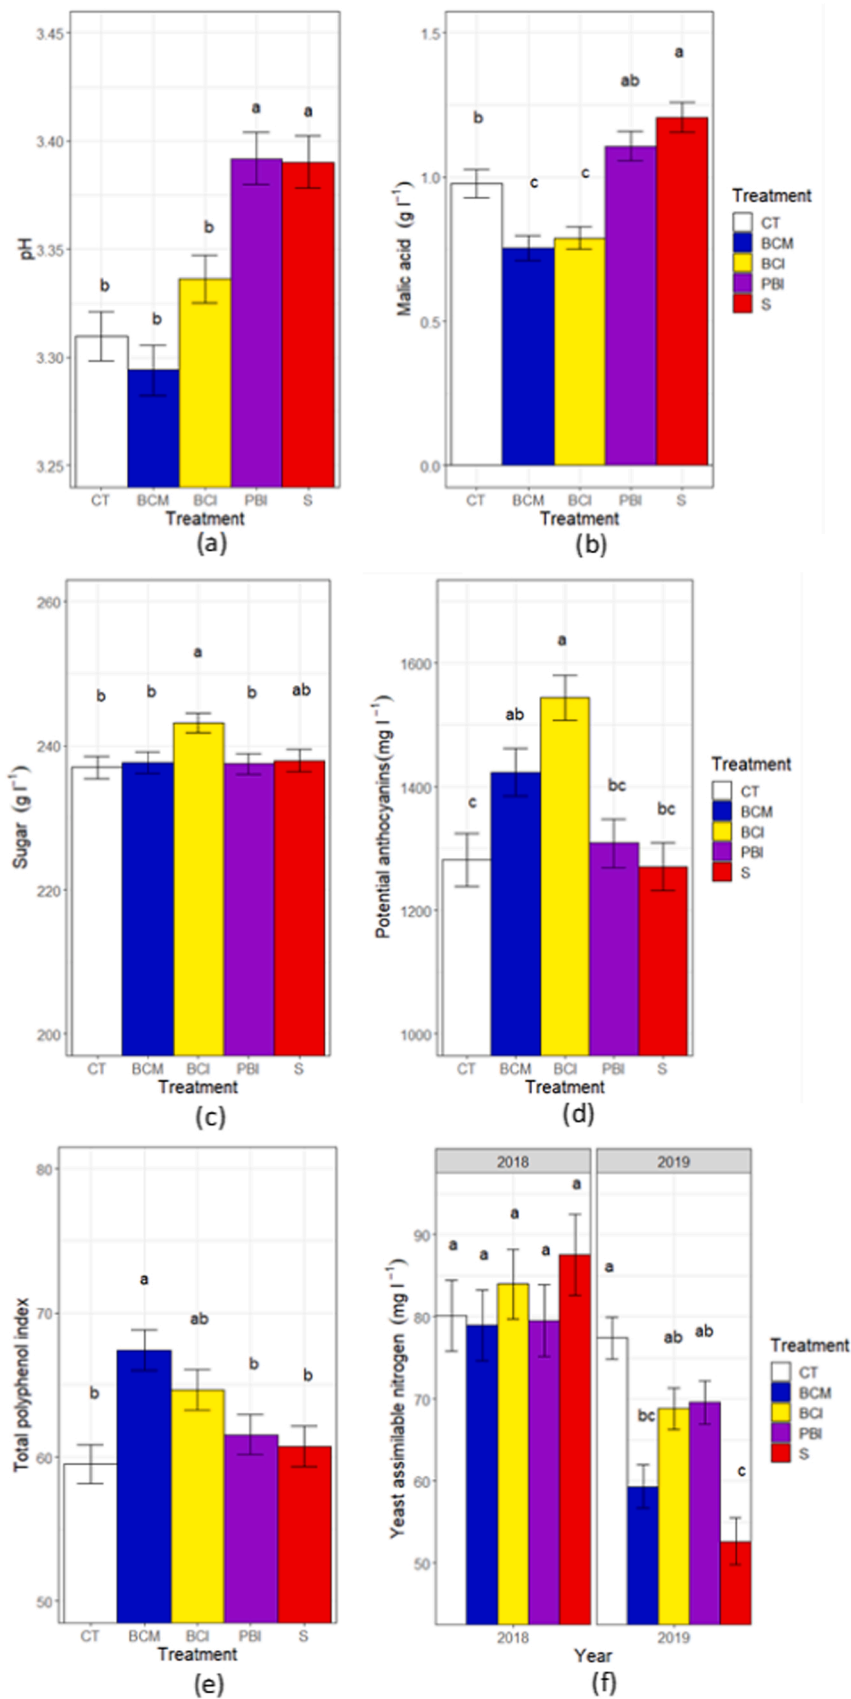 3.45
3.40
3.35
3.30
3.25
pH
b
b
b
a
a
CT BCM BCI PBI S
Treatment
(a)
1.5
1.0
0.5
0.0
Malic acid (g l⁻¹)
b
c
c
ab
a
CT BCM BCI PBI S
Treatment
(b)
Treatment
CT
BCM
BCI
PBI
S
260
240
220
200
Sugar (g l⁻¹)
b
b
a
b
ab
CT BCM BCI PBI S
Treatment
(c)
1600
1400
1200
1000
Potential anthocyanins(mg l⁻¹)
c
ab
a
bc
bc
CT BCM BCI PBI S
Treatment
(d)
Treatment
CT
BCM
BCI
PBI
S
80
70
60
50
Total polyphenol index
b
a
ab
b
b
CT BCM BCI PBI S
Treatment
(e)
2018 2019
90
80
70
60
50
Yeast assimilable nitrogen (mg l⁻¹)
a
a
a
a
a
a
bc
ab
ab
c
2018 2019
Year
(f)
Treatment
CT
BCM
BCI
PBI
S